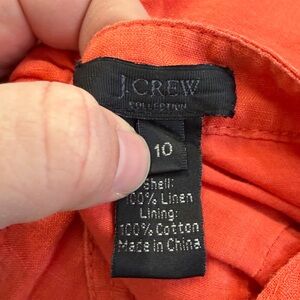 J.CREW
COLLECTION
10
Shell:
100% Linen
Lining:
100% Cotton
Made in China